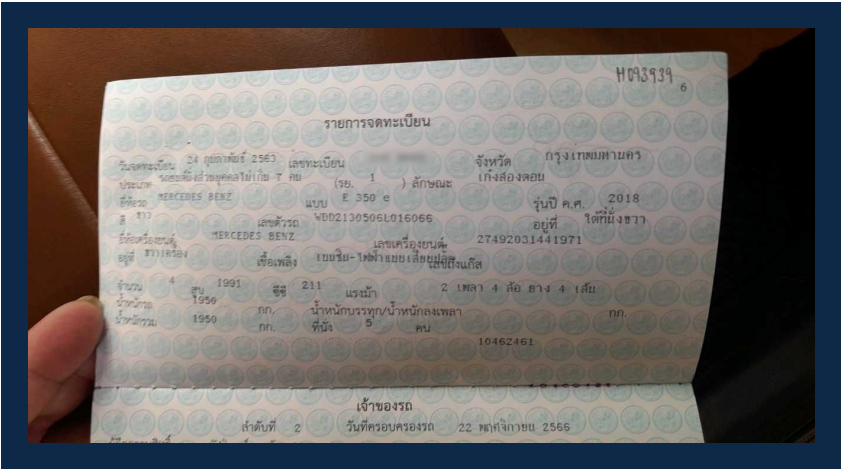 H093939
6
รายการจดทะเบียน
วันจดทะเบียน 24 กุมภาพันธ์ 2563 เลขทะเบียน จังหวัด กรุงเทพมหานคร
ประเภท รถยนต์นั่งส่วนบุคคลไม่เกิน 7 คน (รย. 1 ) ลักษณะ เก๋งสองตอน
ยี่ห้อรถ MERCEDES BENZ แบบ E 350 e รุ่นปี ค.ศ. 2018
สี ขาว เลขตัวรถ WDD2130506L016066 อยู่ที่ ใต้ที่นั่งขวา
ยี่ห้อเครื่องยนต์ MERCEDES BENZ เลขเครื่องยนต์ 27492031441971
อยู่ที่ ขวาเครื่อง เชื้อเพลิง เบนซิน-ไฟฟ้าแบบเสียบปลั๊ก เลขถังแก๊ส
จำนวน 4 สูบ 1991 ซีซี 211 แรงม้า 2 เพลา 4 ล้อ ยาง 4 เส้น
น้ำหนักรถ 1950 กก. น้ำหนักบรรทุก/น้ำหนักลงเพลา กก.
น้ำหนักรวม 1950 กก. ที่นั่ง 5 คน
10462461
เจ้าของรถ
ลำดับที่ 2 วันที่ครอบครองรถ 22 พฤศจิกายน 2566